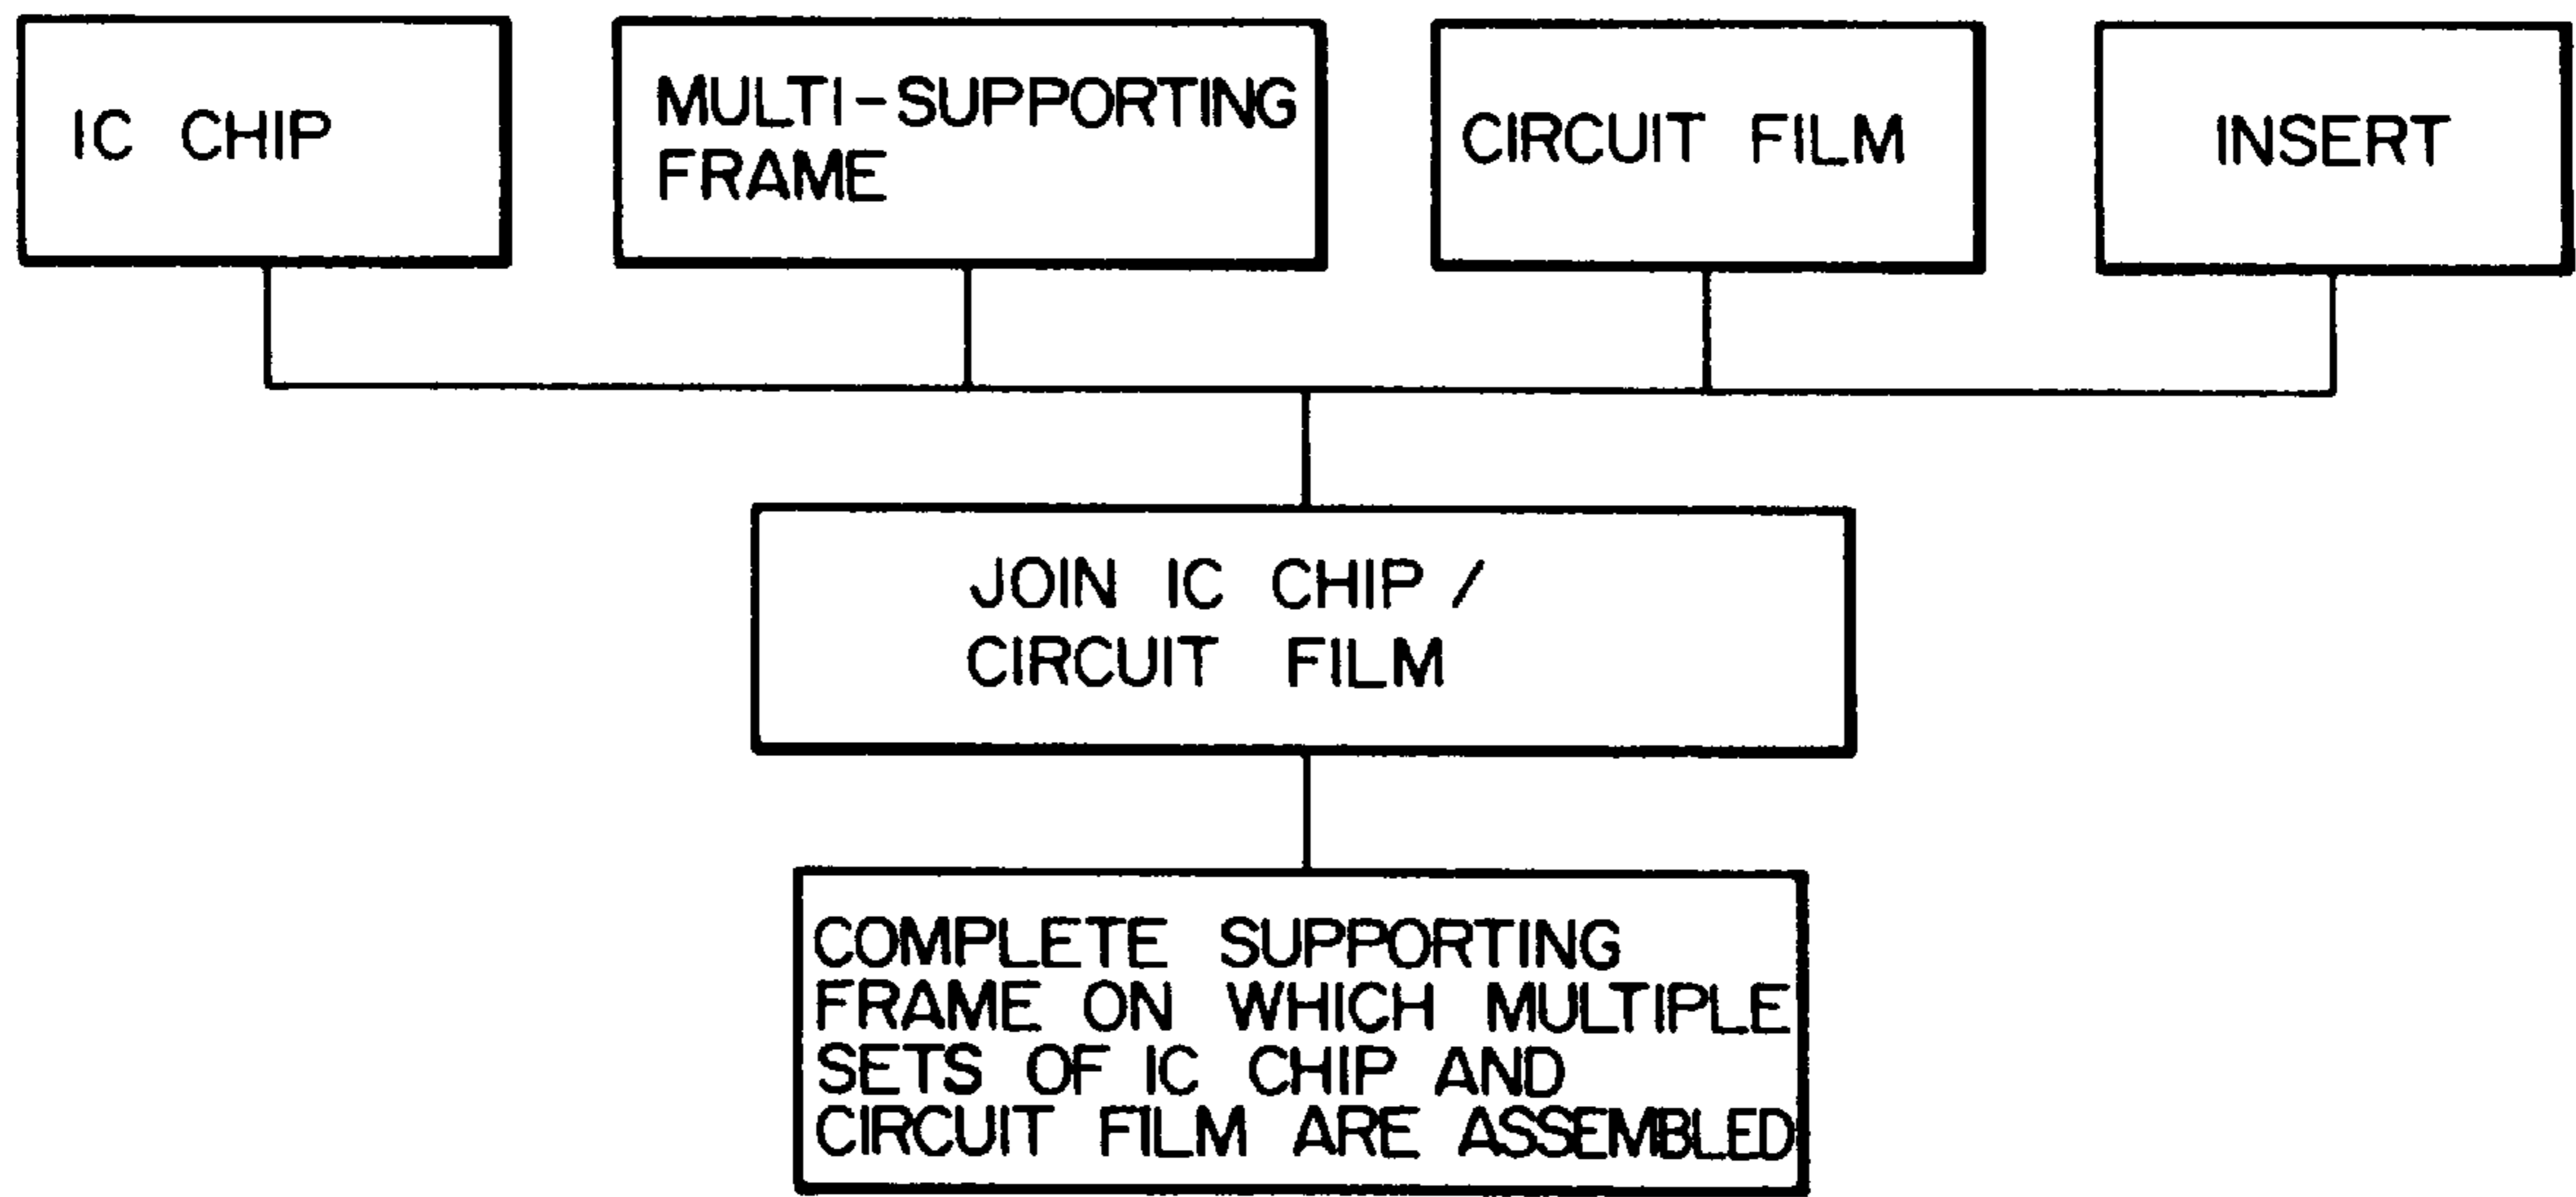 IC CHIP
MULTI-SUPPORTING
FRAME
CIRCUIT FILM
INSERT
JOIN IC CHIP /
CIRCUIT FILM
COMPLETE SUPPORTING
FRAME ON WHICH MULTIPLE
SETS OF IC CHIP AND
CIRCUIT FILM ARE ASSEMBLED